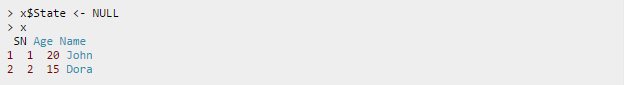 > x$State <- NULL
> x
SN Age Name
1 1 20 John
2 2 15 Dora